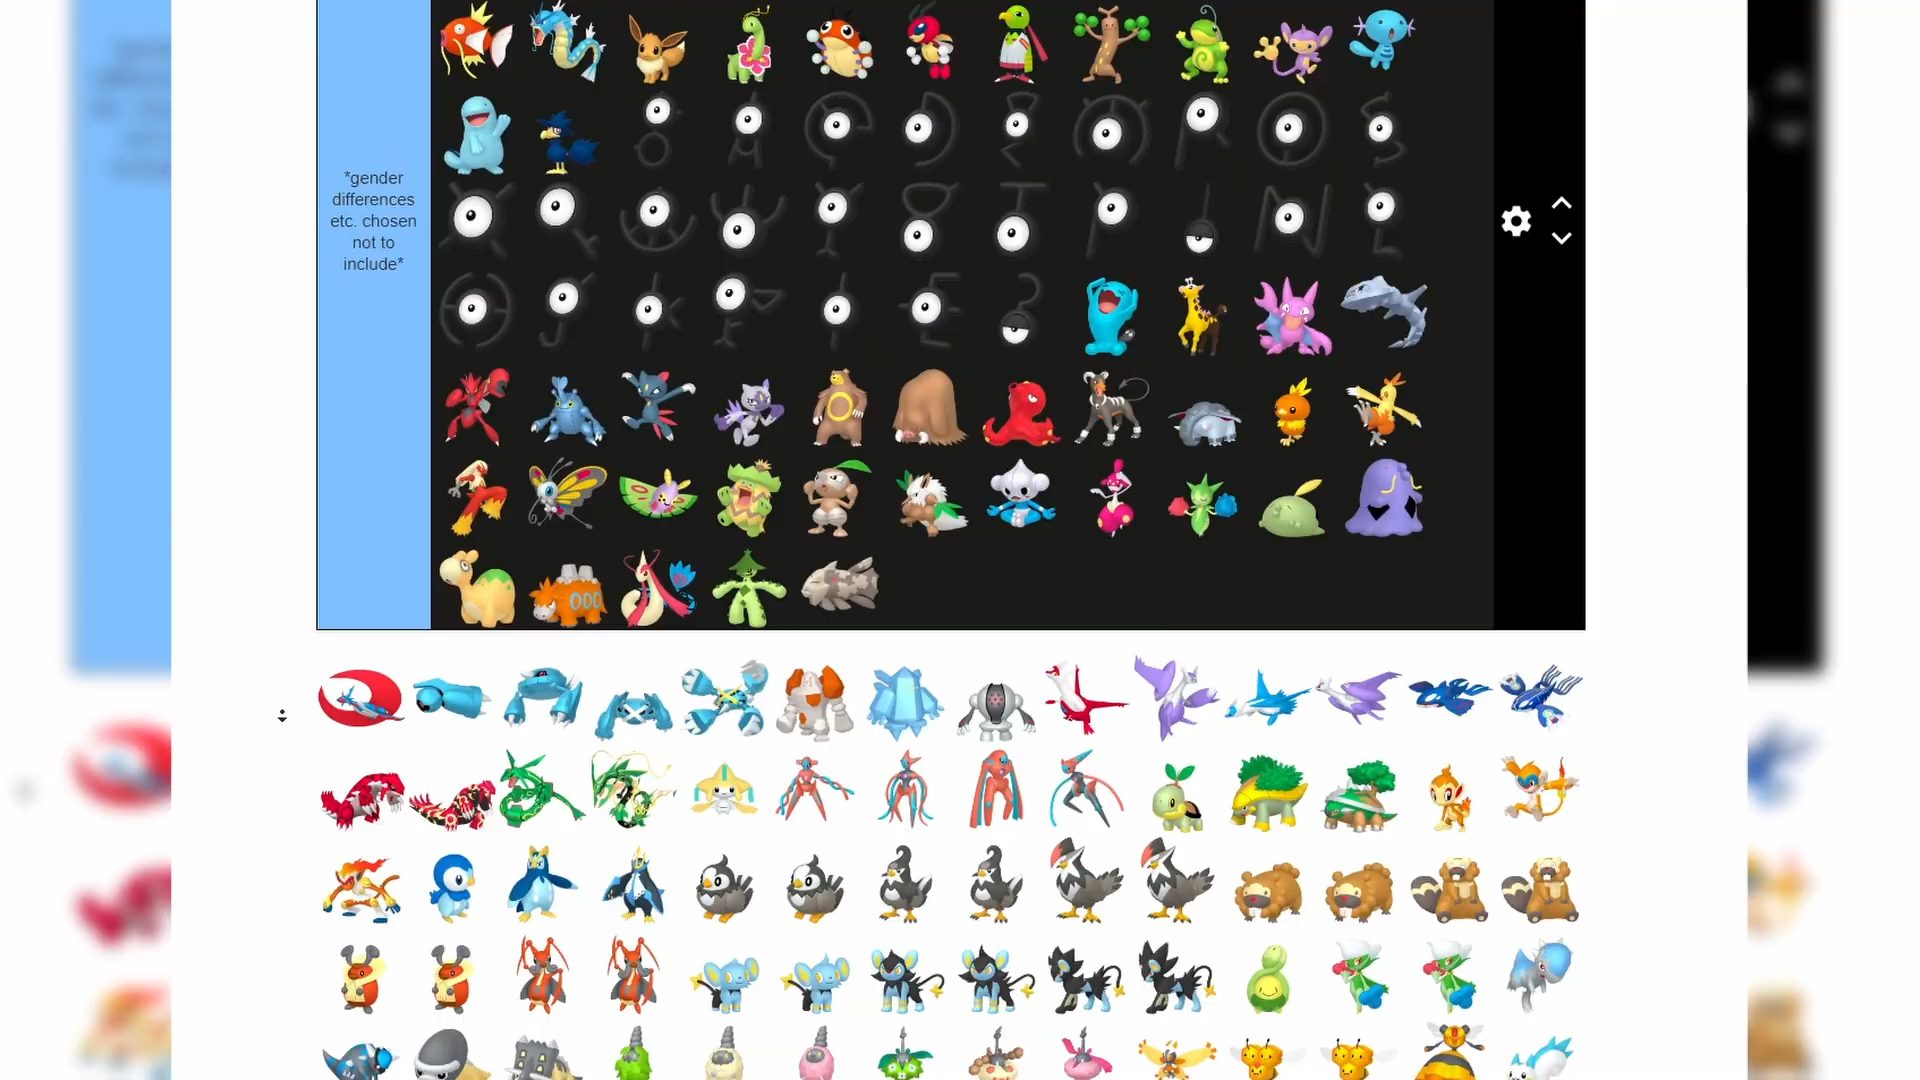 *gender
differences
etc. chosen
not to
include*